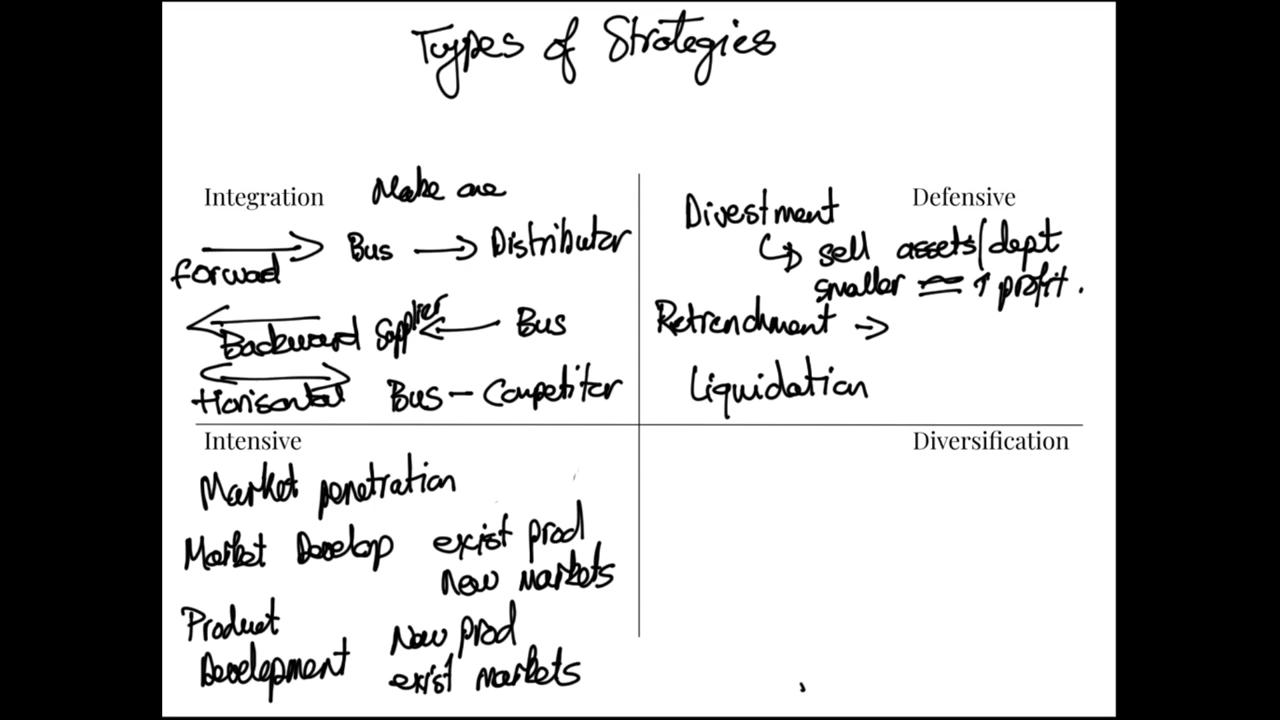 Types of Strategies
Integration Make one
forward Bus → Distributor
Backward Supplier ← Bus
Horisontal Bus – Competitor
Defensive
Divestment
↳ sell assets/dept
smaller = ↑ profit.
Retrenchment →
Liquidation
Intensive
Market penetration
Market Develop exist prod
New markets
Product New prod
Development exist markets
Diversification